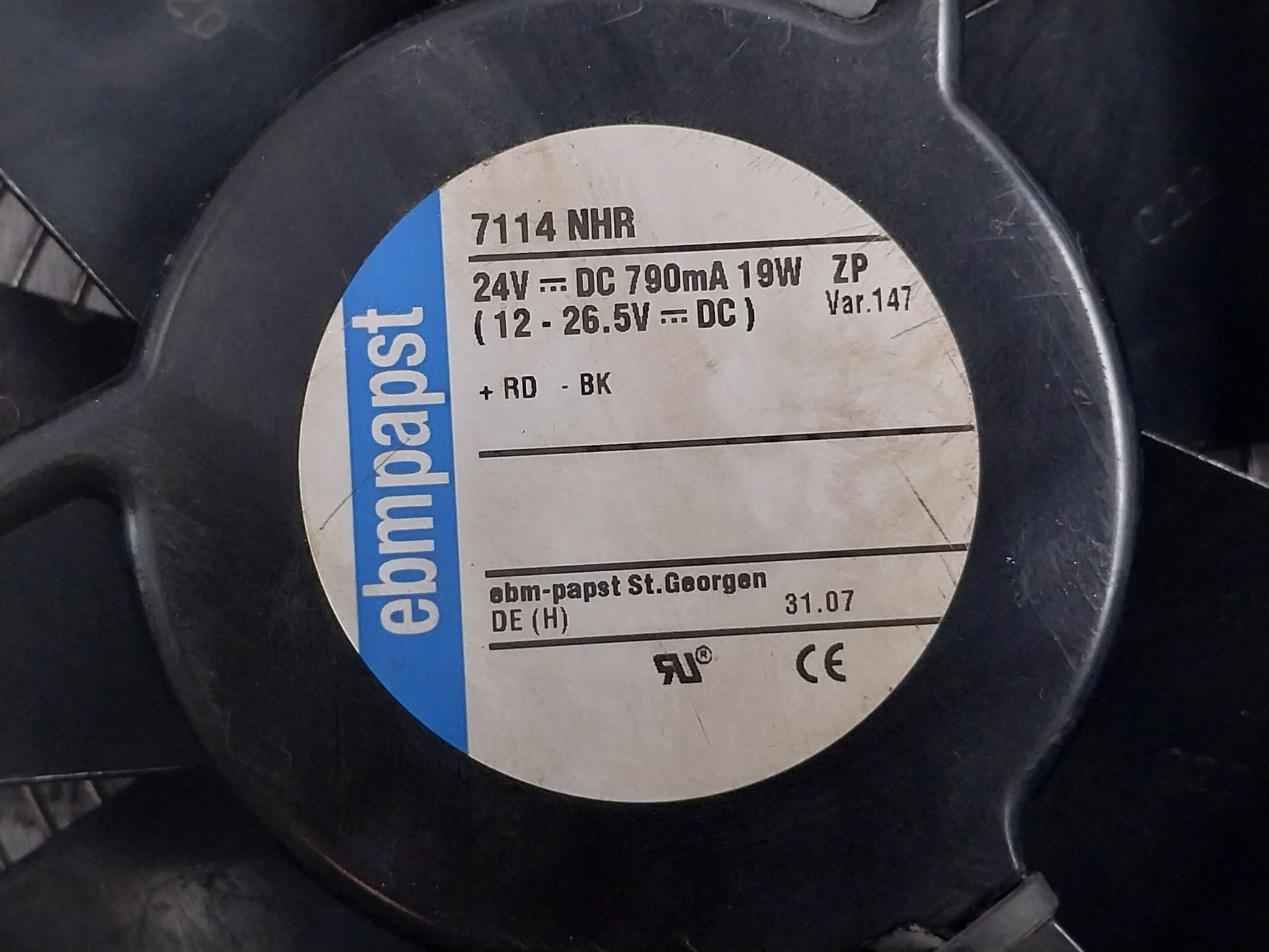 7114 NHR
24V ⎓ DC 790mA 19W ZP
(12 - 26.5V ⎓ DC) Var.147
+ RD - BK
ebmpapst
ebm-papst St.Georgen
DE (H) 31.07
RU® CE